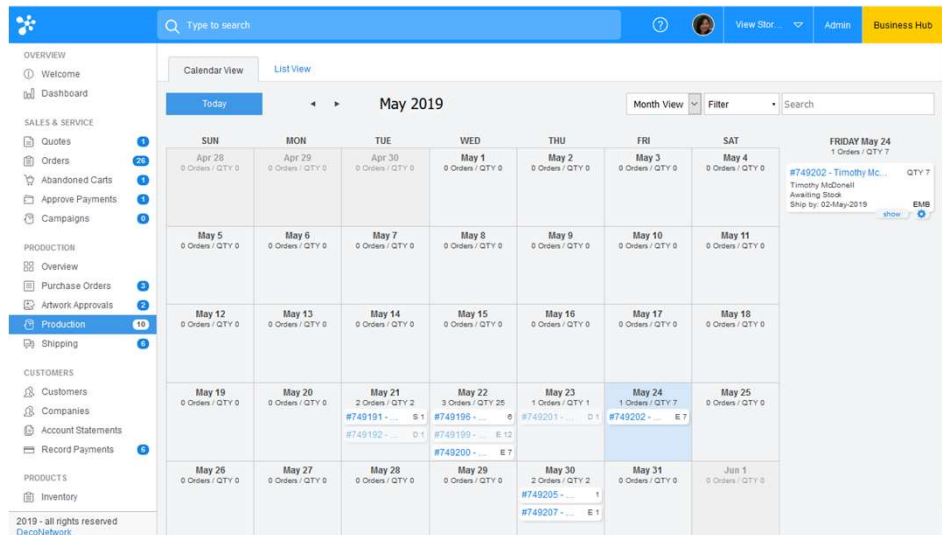 Type to search
?
View Stor...
Admin
Business Hub
OVERVIEW
Welcome
Dashboard
SALES & SERVICE
Quotes 1
Orders 26
Abandoned Carts 1
Approve Payments 1
Campaigns 0
PRODUCTION
Overview
Purchase Orders 3
Artwork Approvals 2
Production 10
Shipping 6
CUSTOMERS
Customers
Companies
Account Statements
Record Payments 6
PRODUCTS
Inventory
2019 - all rights reserved
DecoNetwork
Calendar View List View
Today May 2019 Month View Filter Search
SUN MON TUE WED THU FRI SAT
Apr 28 Apr 29 Apr 30 May 1 May 2 May 3 May 4
0 Orders / QTY 0 0 Orders / QTY 0 0 Orders / QTY 0 0 Orders / QTY 0 0 Orders / QTY 0 0 Orders / QTY 0 0 Orders / QTY 0
May 5 May 6 May 7 May 8 May 9 May 10 May 11
0 Orders / QTY 0 0 Orders / QTY 0 0 Orders / QTY 0 0 Orders / QTY 0 0 Orders / QTY 0 0 Orders / QTY 0 0 Orders / QTY 0
May 12 May 13 May 14 May 15 May 16 May 17 May 18
0 Orders / QTY 0 0 Orders / QTY 0 0 Orders / QTY 0 0 Orders / QTY 0 0 Orders / QTY 0 0 Orders / QTY 0 0 Orders / QTY 0
May 19 May 20 May 21 May 22 May 23 May 24 May 25
0 Orders / QTY 0 0 Orders / QTY 0 2 Orders / QTY 2 3 Orders / QTY 25 1 Orders / QTY 1 1 Orders / QTY 7 0 Orders / QTY 0
#749191 - ... S 1 #749196 - ... 6 #749201 - ... D 1 #749202 - ... E 7
#749192 - ... D 1 #749199 - ... E 12
#749200 - ... E 7
May 26 May 27 May 28 May 29 May 30 May 31 Jun 1
0 Orders / QTY 0 0 Orders / QTY 0 0 Orders / QTY 0 0 Orders / QTY 0 2 Orders / QTY 2 0 Orders / QTY 0 0 Orders / QTY 0
#749205 - ... 1
#749207 - ... E 1
FRIDAY May 24
1 Orders / QTY 7
#749202 - Timothy Mc... QTY 7
Timothy McDonell
Awaiting Stock
Ship by: 02-May-2019 EMB
show